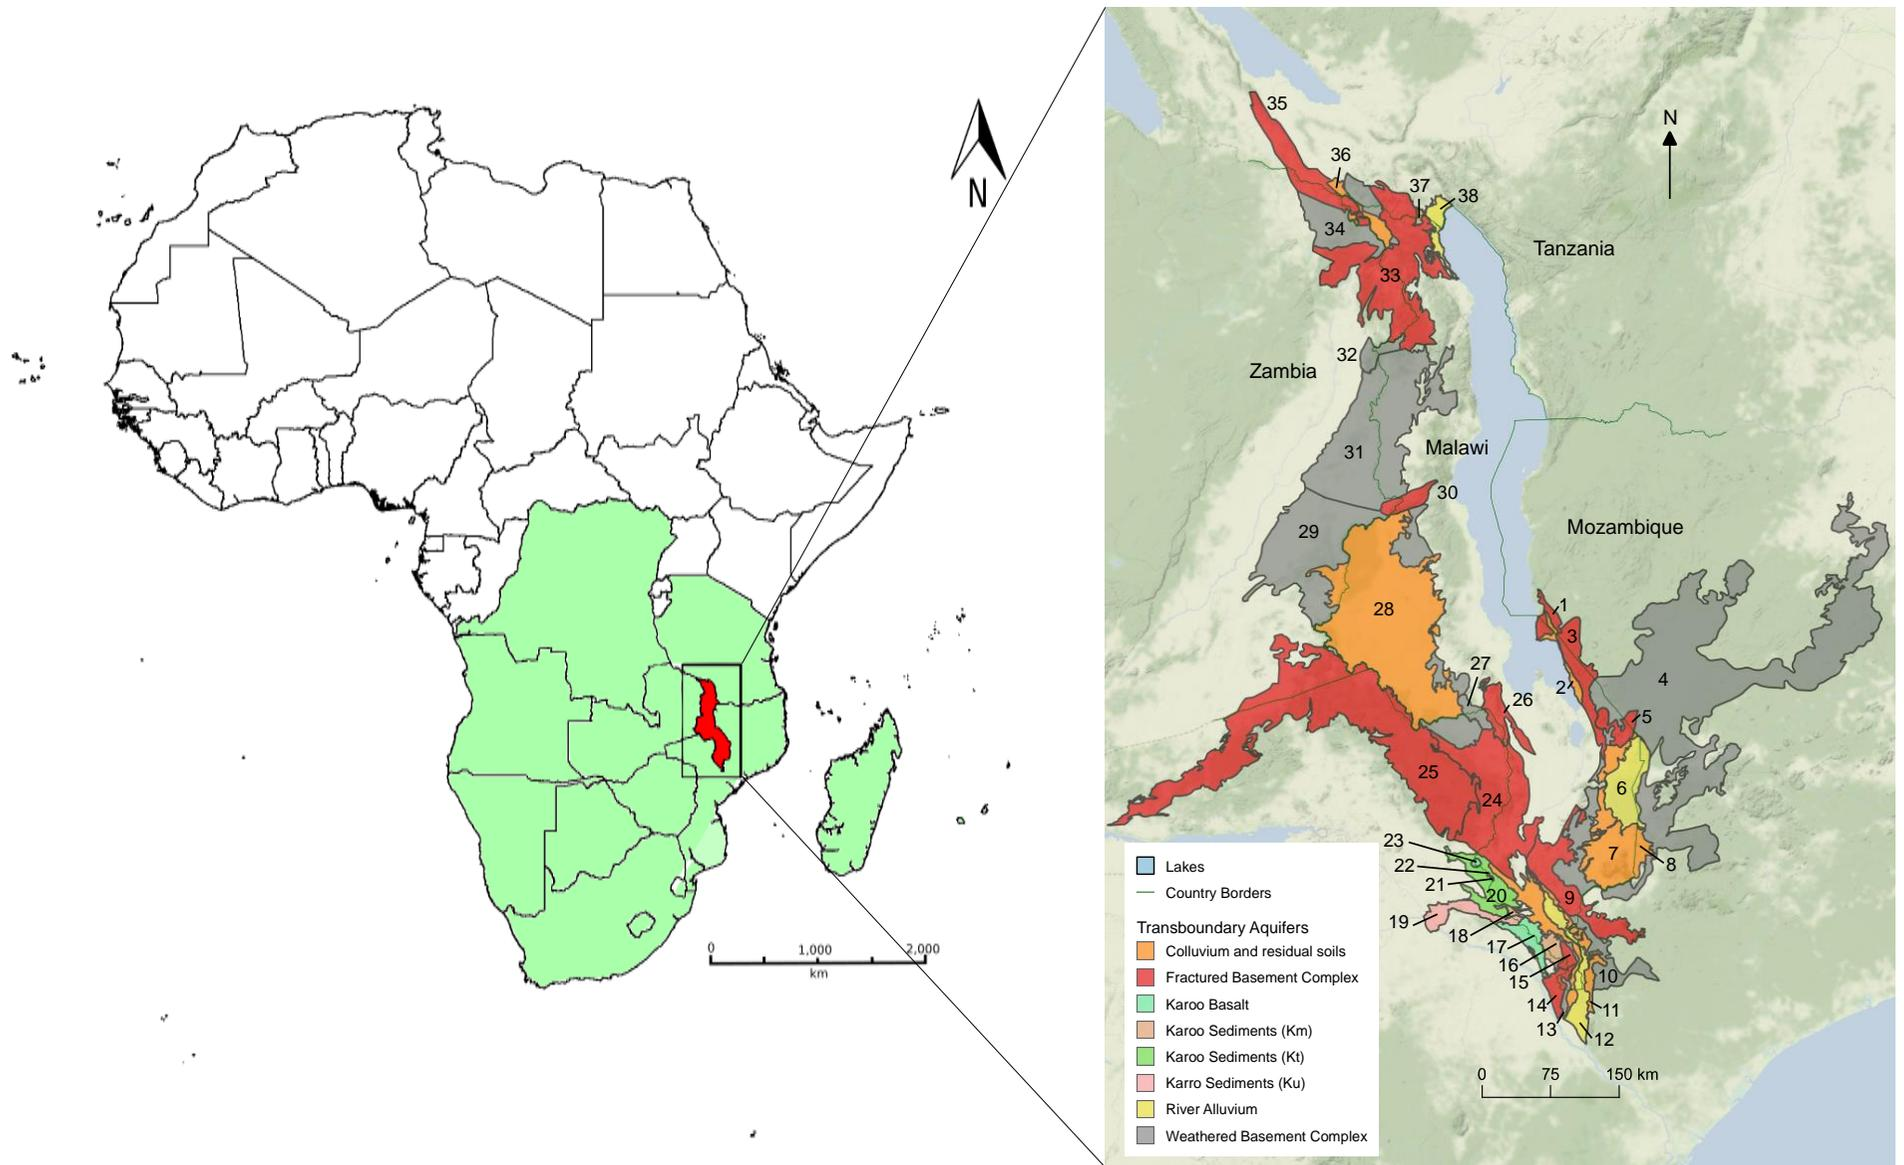 N
0 1,000 2,000
km
35
36
37
38
N
34
Tanzania
33
32
Zambia
31
Malawi
30
29
Mozambique
28
1
3
27
4
2
26
5
25
6
24
23
7
8
22
21
20
9
19
18
17
16
10
15
14
11
13
12
0 75 150 km
Lakes
Country Borders
Transboundary Aquifers
Colluvium and residual soils
Fractured Basement Complex
Karoo Basalt
Karoo Sediments (Km)
Karoo Sediments (Kt)
Karro Sediments (Ku)
River Alluvium
Weathered Basement Complex